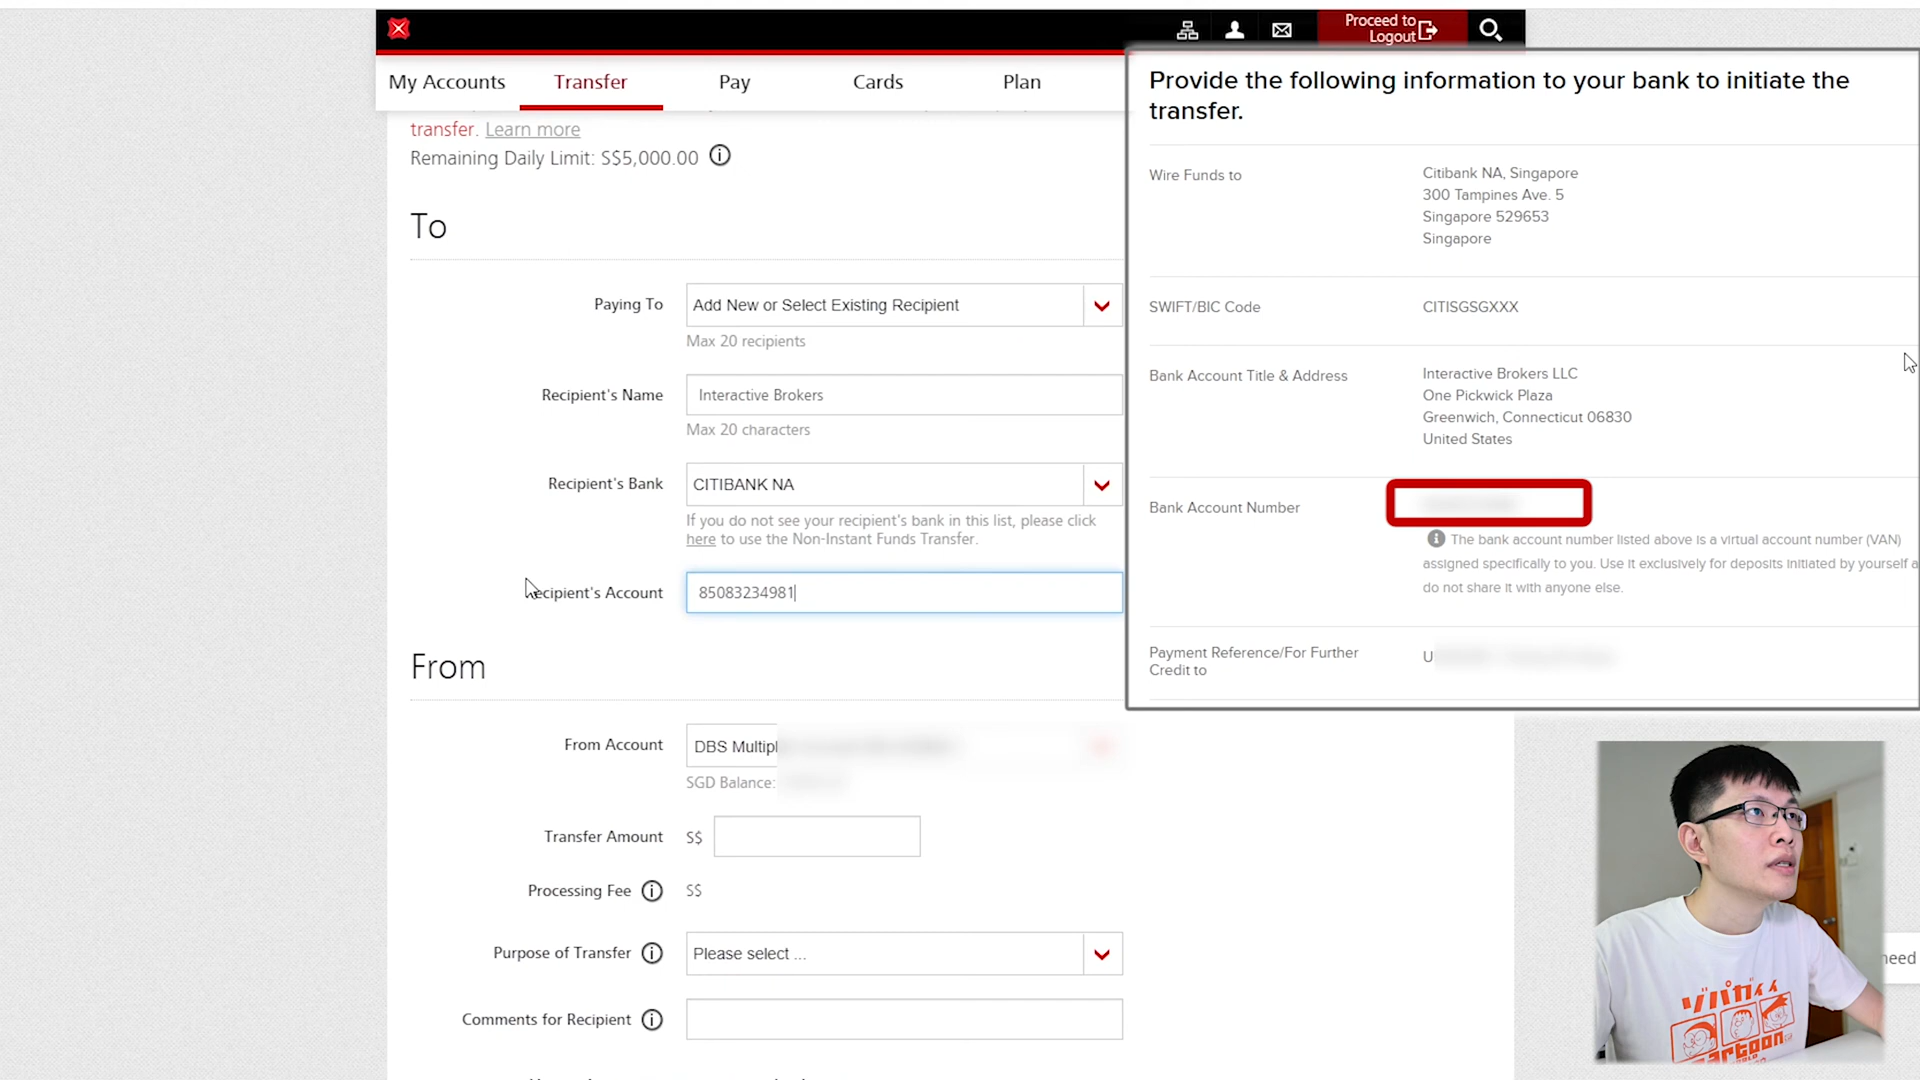 Proceed to
Logout
My Accounts
Transfer
Pay
Cards
Plan
transfer. Learn more
Remaining Daily Limit: S$5,000.00
To
Paying To
Add New or Select Existing Recipient
Max 20 recipients
Recipient's Name
Interactive Brokers
Max 20 characters
Recipient's Bank
CITIBANK NA
If you do not see your recipient's bank in this list, please click
here to use the Non-Instant Funds Transfer.
ecipient's Account
85083234981
From
From Account
DBS Multipl
SGD Balance:
Transfer Amount
S$
Processing Fee
S$
Purpose of Transfer
Please select ...
Comments for Recipient
Provide the following information to your bank to initiate the
transfer.
Wire Funds to
Citibank NA, Singapore
300 Tampines Ave. 5
Singapore 529653
Singapore
SWIFT/BIC Code
CITISGSGXXX
Bank Account Title & Address
Interactive Brokers LLC
One Pickwick Plaza
Greenwich, Connecticut 06830
United States
Bank Account Number
The bank account number listed above is a virtual account number (VAN)
assigned specifically to you. Use it exclusively for deposits initiated by yourself a
do not share it with anyone else.
Payment Reference/For Further
Credit to
U
need